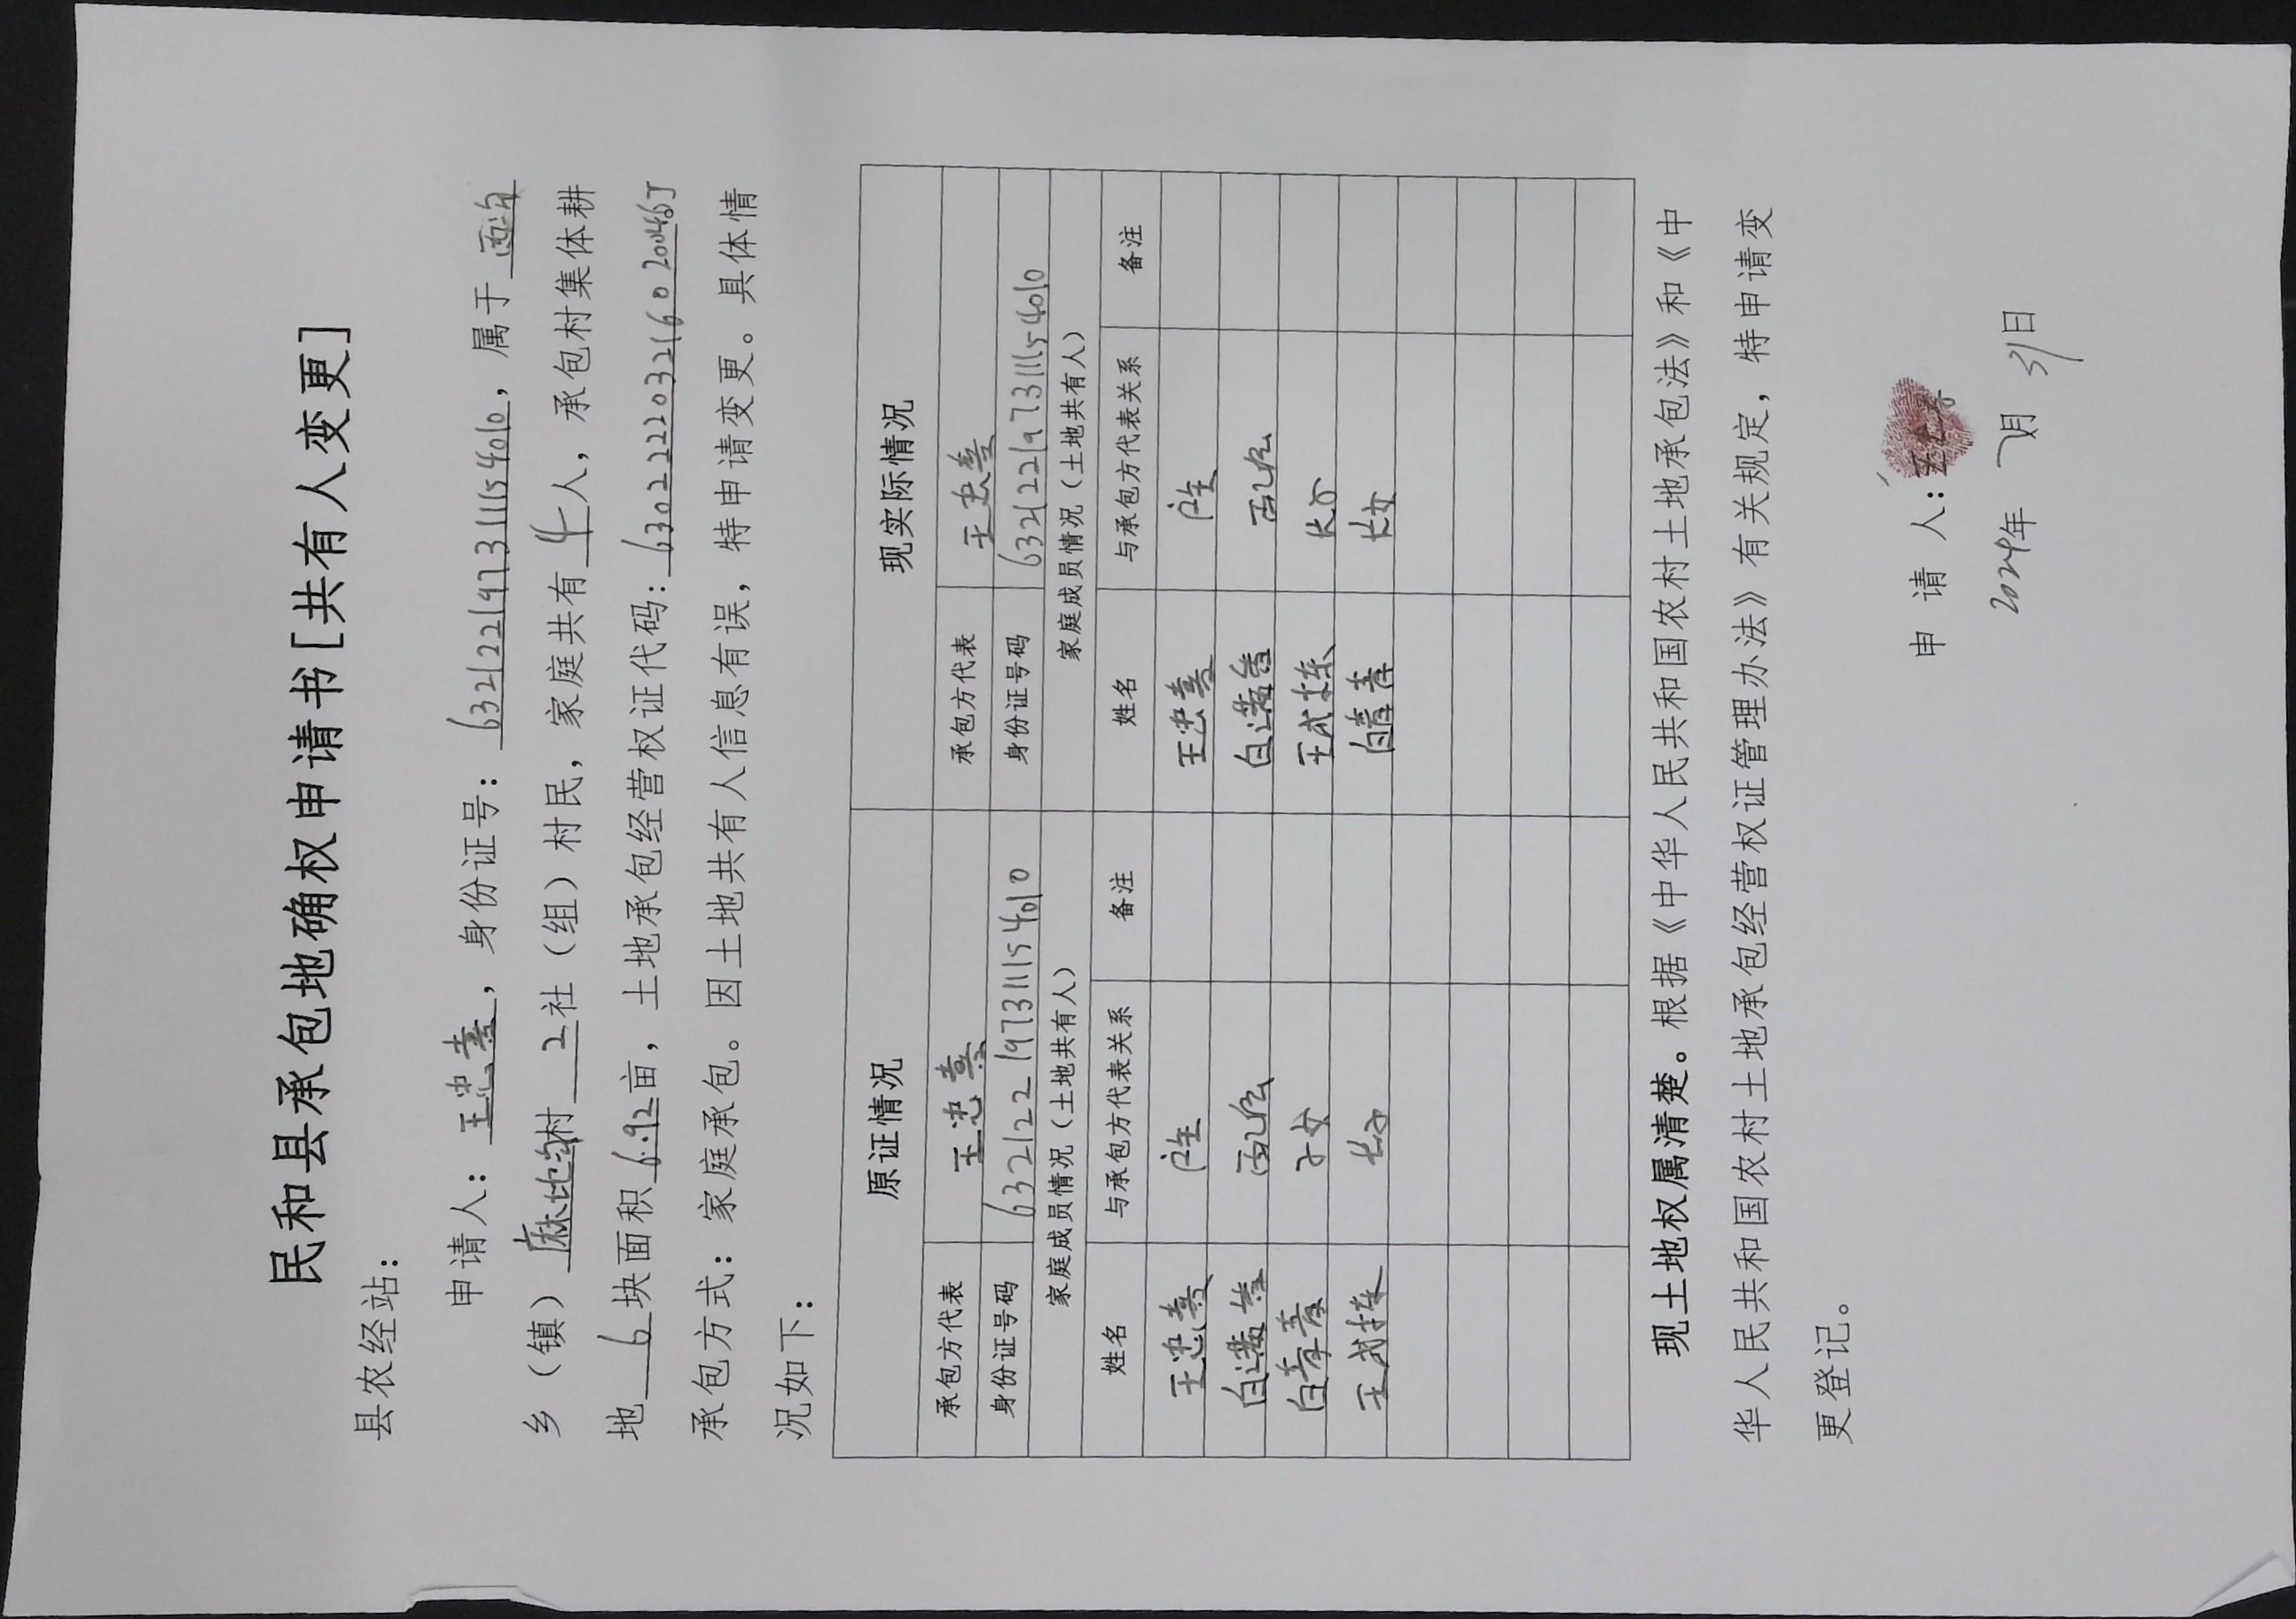 民和县承包地确权申请书[共有人变更]
县农经站：
申请人：王忠喜，身份证号：632122197311154010，属于西沟
乡（镇）麻地沟村 2社（组）村民，家庭共有4人，承包村集体耕
地 6块面积6.92亩，土地承包经营权证代码：
承包方式：家庭承包。因土地共有人信息有误，特申请变更。具体情
况如下：
原证情况 现实际情况
承包方代表 王忠喜 承包方代表 王忠喜
身份证号码 632122197311154010 身份证号码 632122197311154010
家庭成员情况（土地共有人） 家庭成员情况（土地共有人）
姓名 与承包方代表关系 备注 姓名 与承包方代表关系 备注
王忠喜 户主 王忠喜 户主
配偶 配偶
白青青 子女 王成栋 长子
王成栋 长子 白青青 长女
现土地权属清楚。根据《中华人民共和国农村土地承包法》和《中
华人民共和国农村土地承包经营权证管理办法》有关规定，特申请变
更登记。
申 请 人：王忠喜
2024年 7月 31日